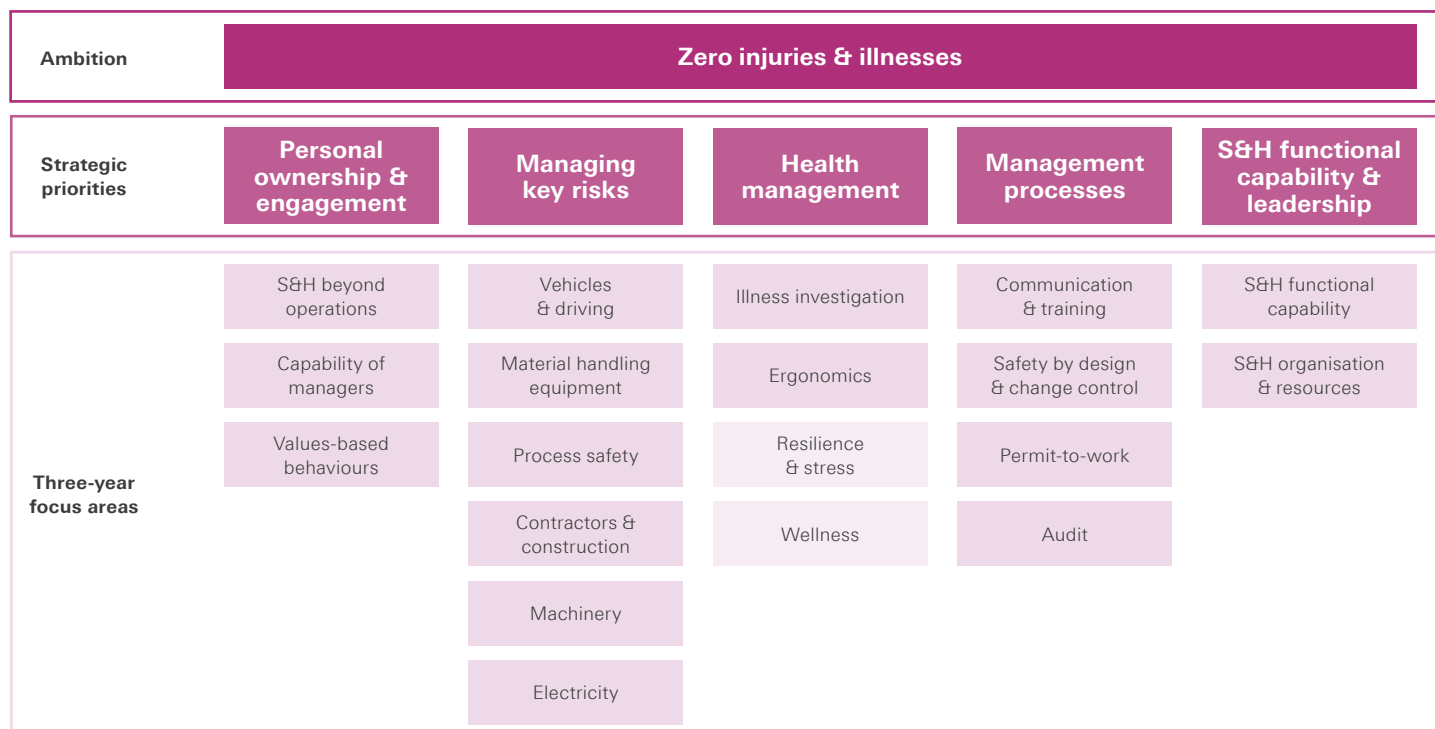 Ambition
Zero injuries & illnesses
Strategic
priorities
Personal
ownership &
engagement
Managing
key risks
Health
management
Management
processes
S&H functional
capability &
leadership
Three-year
focus areas
S&H beyond
operations
Capability of
managers
Values-based
behaviours
Vehicles
& driving
Material handling
equipment
Process safety
Contractors &
construction
Machinery
Electricity
Illness investigation
Ergonomics
Resilience
& stress
Wellness
Communication
& training
Safety by design
& change control
Permit-to-work
Audit
S&H functional
capability
S&H organisation
& resources